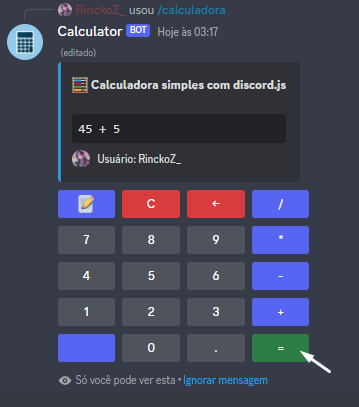 RinckoZ_ usou /calculadora
Calculator BOT Hoje às 03:17
(editado)
🧮 Calculadora simples com discord.js
45 + 5
Usuário: RinckoZ_
📝 C ← /
7 8 9 *
4 5 6 -
1 2 3 +
0 . =
Só você pode ver esta • Ignorar mensagem